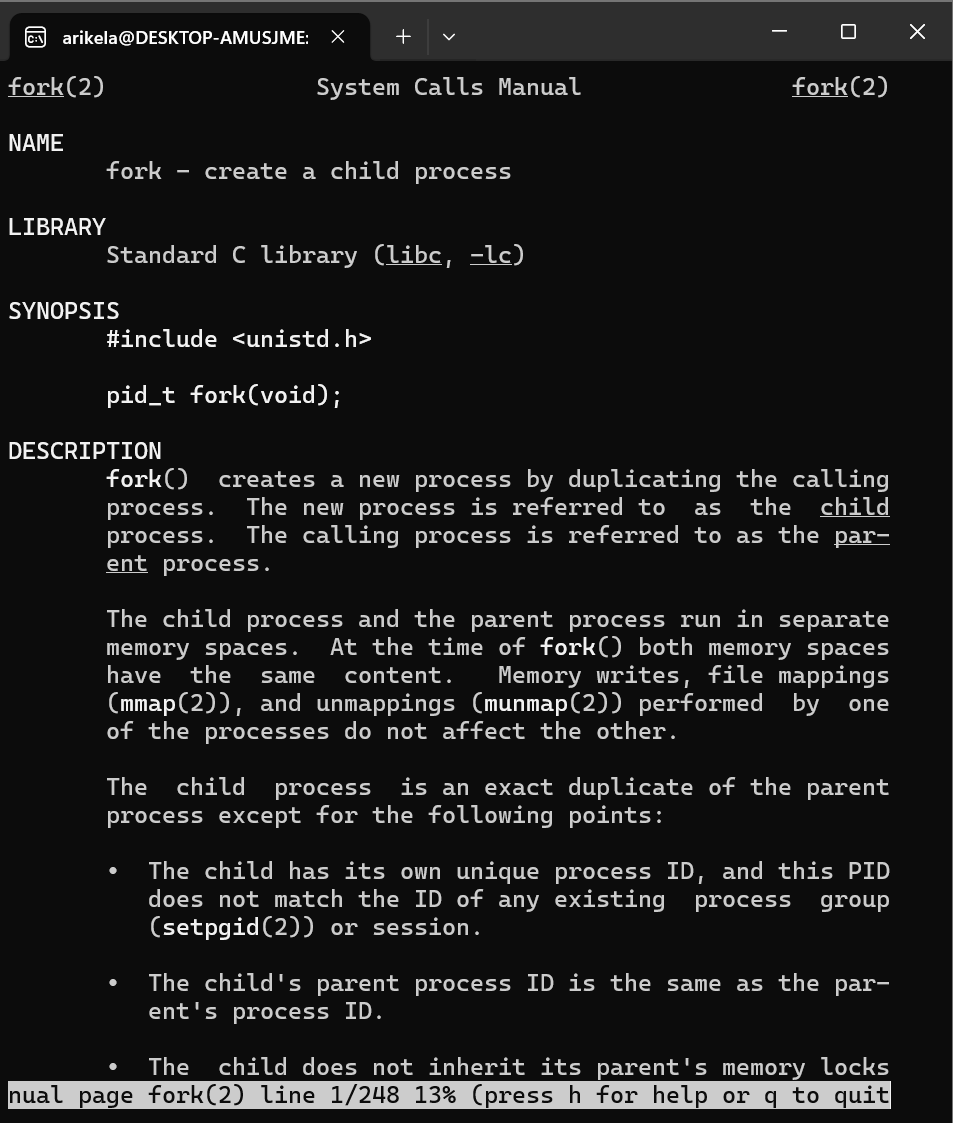 arikela@DESKTOP-AMUSJME:
fork(2)               System Calls Manual               fork(2)
NAME
fork - create a child process
LIBRARY
Standard C library (libc, -lc)
SYNOPSIS
#include <unistd.h>
pid_t fork(void);
DESCRIPTION
fork()  creates a new process by duplicating the calling
process.  The new process is referred to  as  the  child
process.  The calling process is referred to as the par-
ent process.
The child process and the parent process run in separate
memory spaces.  At the time of fork() both memory spaces
have  the  same  content.   Memory writes, file mappings
(mmap(2)), and unmappings (munmap(2)) performed  by  one
of the processes do not affect the other.
The  child  process  is an exact duplicate of the parent
process except for the following points:
•  The child has its own unique process ID, and this PID
does not match the ID of any existing  process  group
(setpgid(2)) or session.
•  The child's parent process ID is the same as the par-
ent's process ID.
•  The  child does not inherit its parent's memory locks
nual page fork(2) line 1/248 13% (press h for help or q to quit